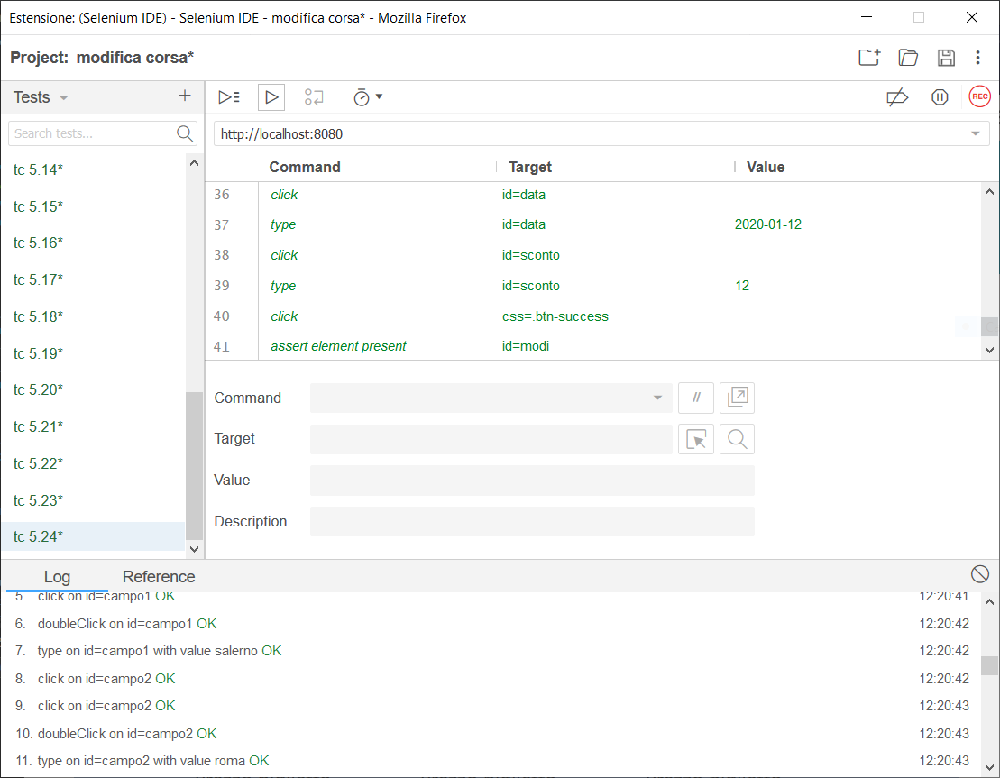 Estensione: (Selenium IDE) - Selenium IDE - modifica corsa* - Mozilla Firefox
Project: modifica corsa*
Tests
REC
Search tests...
http://localhost:8080
Command Target Value
tc 5.14*
tc 5.15*
tc 5.16*
tc 5.17*
tc 5.18*
tc 5.19*
tc 5.20*
tc 5.21*
tc 5.22*
tc 5.23*
tc 5.24*
36 click id=data
37 type id=data 2020-01-12
38 click id=sconto
39 type id=sconto 12
40 click css=.btn-success
41 assert element present id=modi
Command //
Target
Value
Description
Log Reference
5. click on id=campo1 OK 12:20:41
6. doubleClick on id=campo1 OK 12:20:42
7. type on id=campo1 with value salerno OK 12:20:42
8. click on id=campo2 OK 12:20:42
9. click on id=campo2 OK 12:20:43
10. doubleClick on id=campo2 OK 12:20:43
11. type on id=campo2 with value roma OK 12:20:43